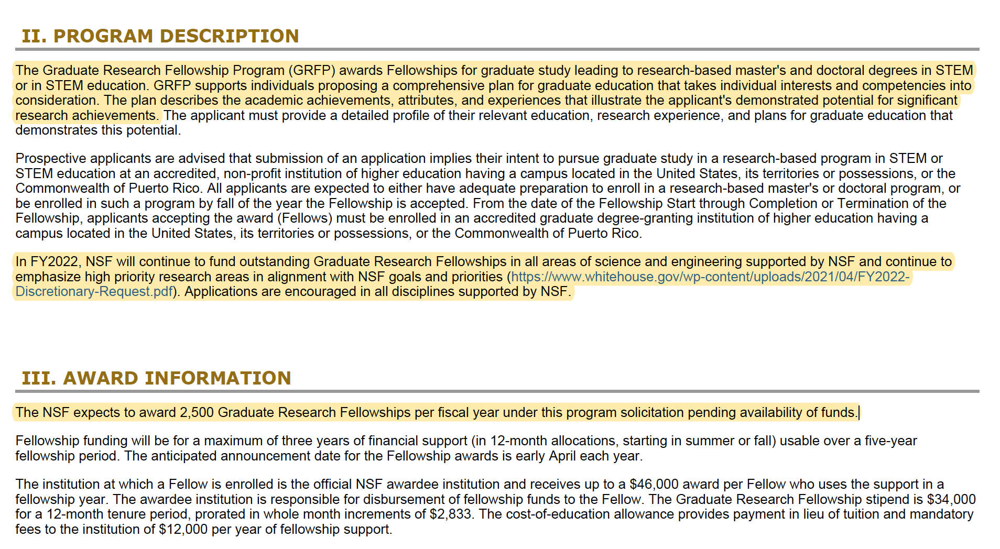 II. PROGRAM DESCRIPTION
The Graduate Research Fellowship Program (GRFP) awards Fellowships for graduate study leading to research-based master's and doctoral degrees in STEM
or in STEM education. GRFP supports individuals proposing a comprehensive plan for graduate education that takes individual interests and competencies into
consideration. The plan describes the academic achievements, attributes, and experiences that illustrate the applicant's demonstrated potential for significant
research achievements. The applicant must provide a detailed profile of their relevant education, research experience, and plans for graduate education that
demonstrates this potential.
Prospective applicants are advised that submission of an application implies their intent to pursue graduate study in a research-based program in STEM or
STEM education at an accredited, non-profit institution of higher education having a campus located in the United States, its territories or possessions, or the
Commonwealth of Puerto Rico. All applicants are expected to either have adequate preparation to enroll in a research-based master's or doctoral program, or
be enrolled in such a program by fall of the year the Fellowship is accepted. From the date of the Fellowship Start through Completion or Termination of the
Fellowship, applicants accepting the award (Fellows) must be enrolled in an accredited graduate degree-granting institution of higher education having a
campus located in the United States, its territories or possessions, or the Commonwealth of Puerto Rico.
In FY2022, NSF will continue to fund outstanding Graduate Research Fellowships in all areas of science and engineering supported by NSF and continue to
emphasize high priority research areas in alignment with NSF goals and priorities (https://www.whitehouse.gov/wp-content/uploads/2021/04/FY2022-
Discretionary-Request.pdf). Applications are encouraged in all disciplines supported by NSF.
III. AWARD INFORMATION
The NSF expects to award 2,500 Graduate Research Fellowships per fiscal year under this program solicitation pending availability of funds.
Fellowship funding will be for a maximum of three years of financial support (in 12-month allocations, starting in summer or fall) usable over a five-year
fellowship period. The anticipated announcement date for the Fellowship awards is early April each year.
The institution at which a Fellow is enrolled is the official NSF awardee institution and receives up to a $46,000 award per Fellow who uses the support in a
fellowship year. The awardee institution is responsible for disbursement of fellowship funds to the Fellow. The Graduate Research Fellowship stipend is $34,000
for a 12-month tenure period, prorated in whole month increments of $2,833. The cost-of-education allowance provides payment in lieu of tuition and mandatory
fees to the institution of $12,000 per year of fellowship support.